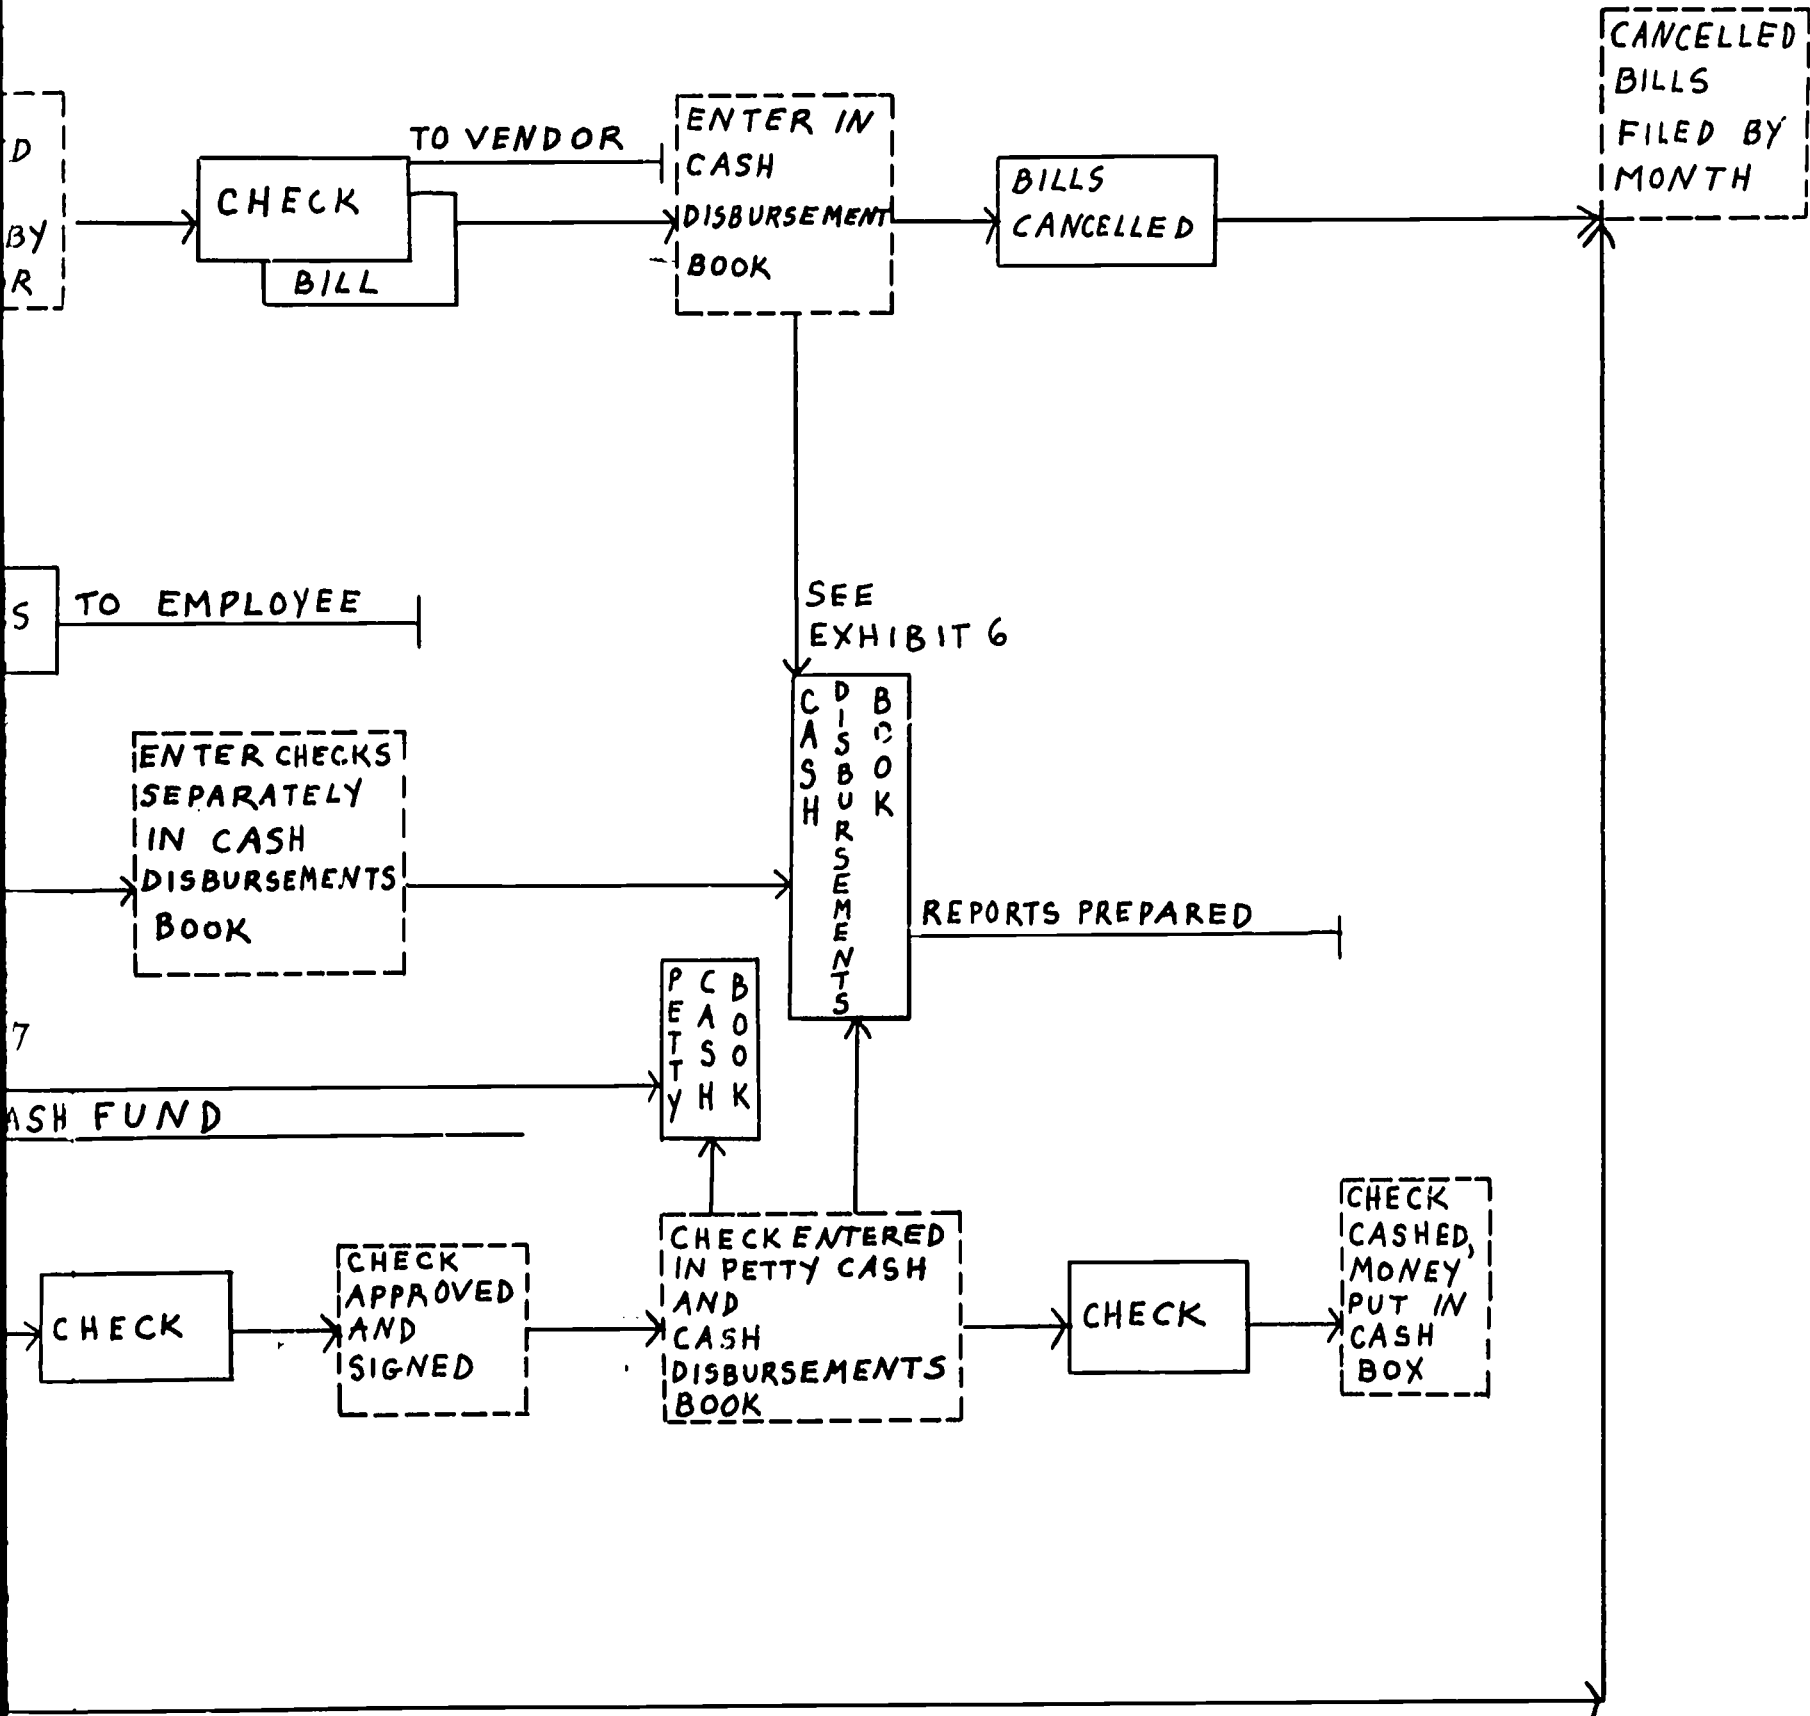 CANCELLED
BILLS
FILED BY
MONTH
D
BY
R
CHECK
BILL
TO VENDOR
ENTER IN
CASH
DISBURSEMENT
BOOK
BILLS
CANCELLED
S
TO EMPLOYEE
SEE
EXHIBIT 6
CASH
DISBURSEMENTS
BOOK
ENTER CHECKS
SEPARATELY
IN CASH
DISBURSEMENTS
BOOK
REPORTS PREPARED
7
PETTY
CASH
BOOK
ASH FUND
CHECK
CHECK
APPROVED
AND
SIGNED
CHECK ENTERED
IN PETTY CASH
AND
CASH
DISBURSEMENTS
BOOK
CHECK
CHECK
CASHED,
MONEY
PUT IN
CASH
BOX